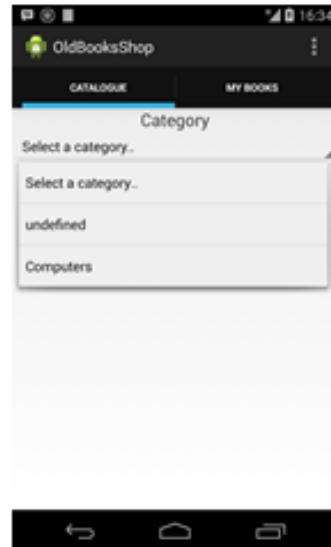 16:34
OldBooksShop
CATALOGUE MY BOOKS
Category
Select a category..
Select a category..
undefined
Computers